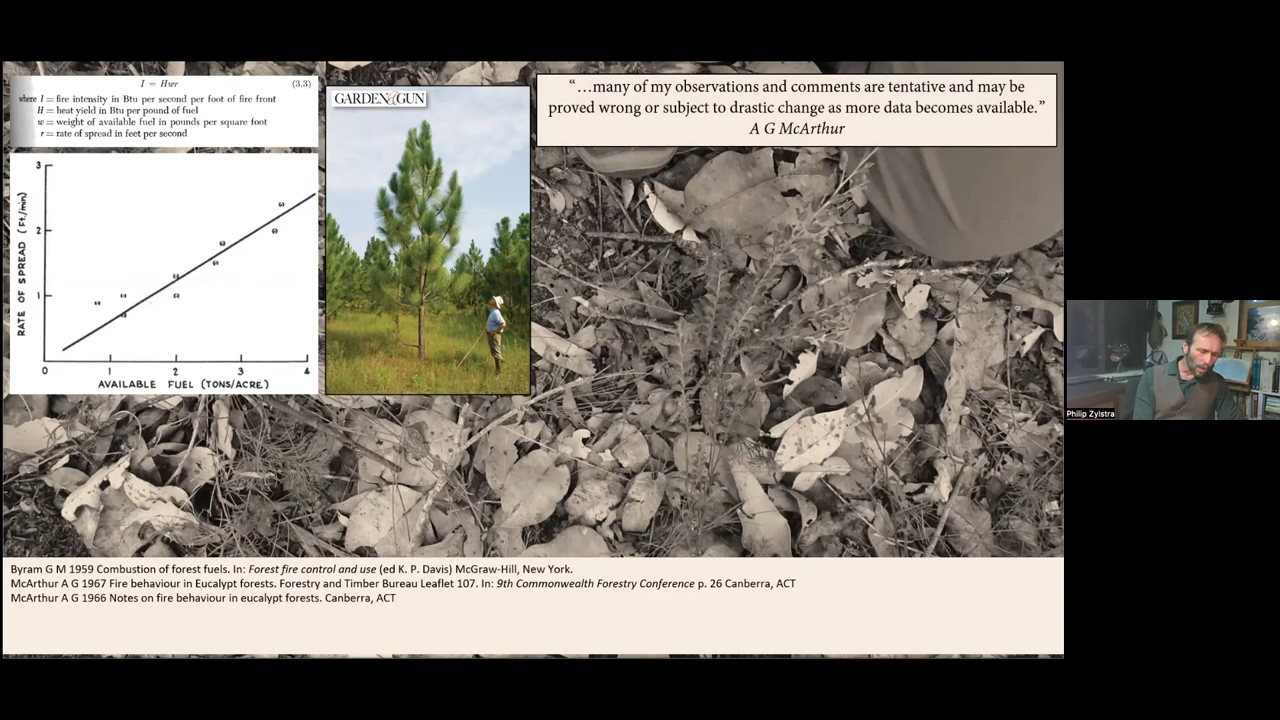 I = Hwr (3.3)
where I = fire intensity in Btu per second per foot of fire front
H = heat yield in Btu per pound of fuel
w = weight of available fuel in pounds per square foot
r = rate of spread in feet per second
3
2
1
RATE OF SPREAD (Ft./min)
0 1 2 3 4
AVAILABLE FUEL (TONS/ACRE)
GARDEN&GUN
“…many of my observations and comments are tentative and may be
proved wrong or subject to drastic change as more data becomes available.”
A G McArthur
Philip Zylstra
Byram G M 1959 Combustion of forest fuels. In: Forest fire control and use (ed K. P. Davis) McGraw-Hill, New York.
McArthur A G 1967 Fire behaviour in Eucalypt forests. Forestry and Timber Bureau Leaflet 107. In: 9th Commonwealth Forestry Conference p. 26 Canberra, ACT
McArthur A G 1966 Notes on fire behaviour in eucalypt forests. Canberra, ACT